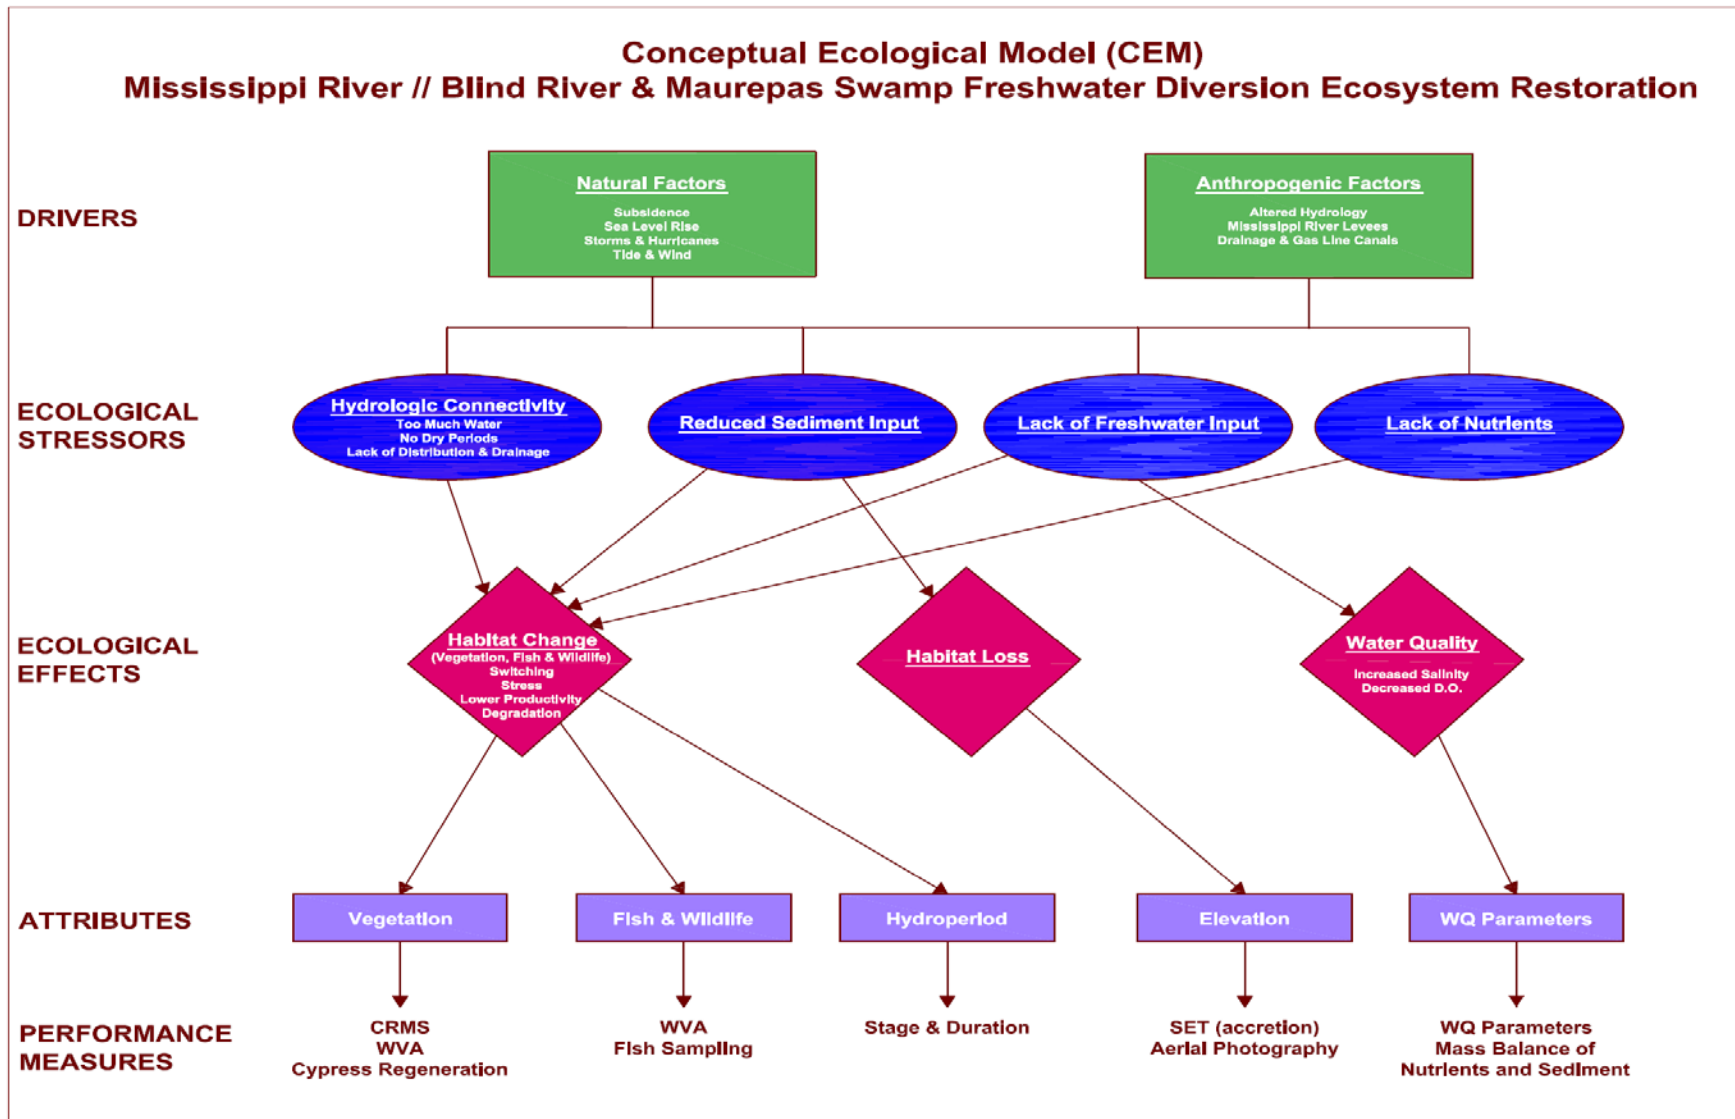 Conceptual Ecological Model (CEM)
Mississippi River // Blind River & Maurepas Swamp Freshwater Diversion Ecosystem Restoration
DRIVERS
Natural Factors
Subsidence
Sea Level Rise
Storms & Hurricanes
Tide & Wind
Anthropogenic Factors
Altered Hydrology
Mississippi River Levees
Drainage & Gas Line Canals
ECOLOGICAL
STRESSORS
Hydrologic Connectivity
Too Much Water
No Dry Periods
Lack of Distribution & Drainage
Reduced Sediment Input
Lack of Freshwater Input
Lack of Nutrients
ECOLOGICAL
EFFECTS
Habitat Change
(Vegetation, Fish & Wildlife)
Switching
Stress
Lower Productivity
Degradation
Habitat Loss
Water Quality
Increased Salinity
Decreased D.O.
ATTRIBUTES
Vegetation
Fish & Wildlife
Hydroperiod
Elevation
WQ Parameters
PERFORMANCE
MEASURES
CRMS
WVA
Cypress Regeneration
WVA
Fish Sampling
Stage & Duration
SET (accretion)
Aerial Photography
WQ Parameters
Mass Balance of
Nutrients and Sediment